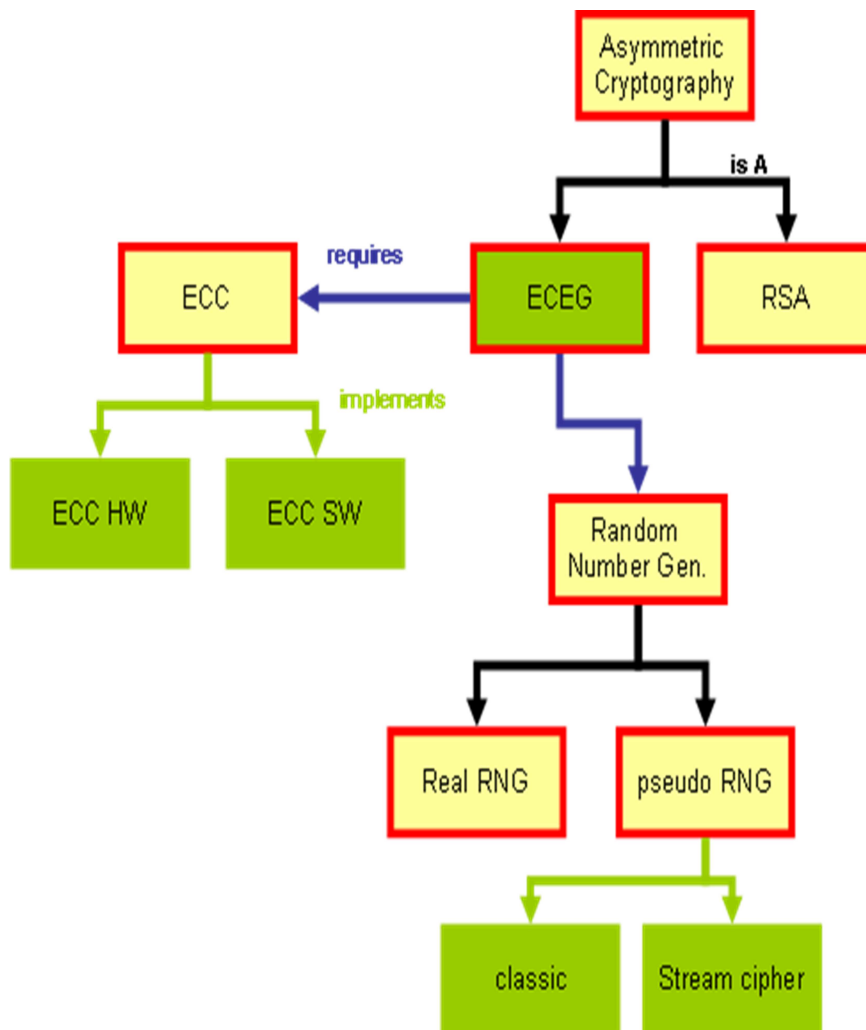 Asymmetric
Cryptography
is A
requires
ECC
ECEG
RSA
implements
ECC HW
ECC SW
Random
Number Gen.
Real RNG
pseudo RNG
classic
Stream cipher